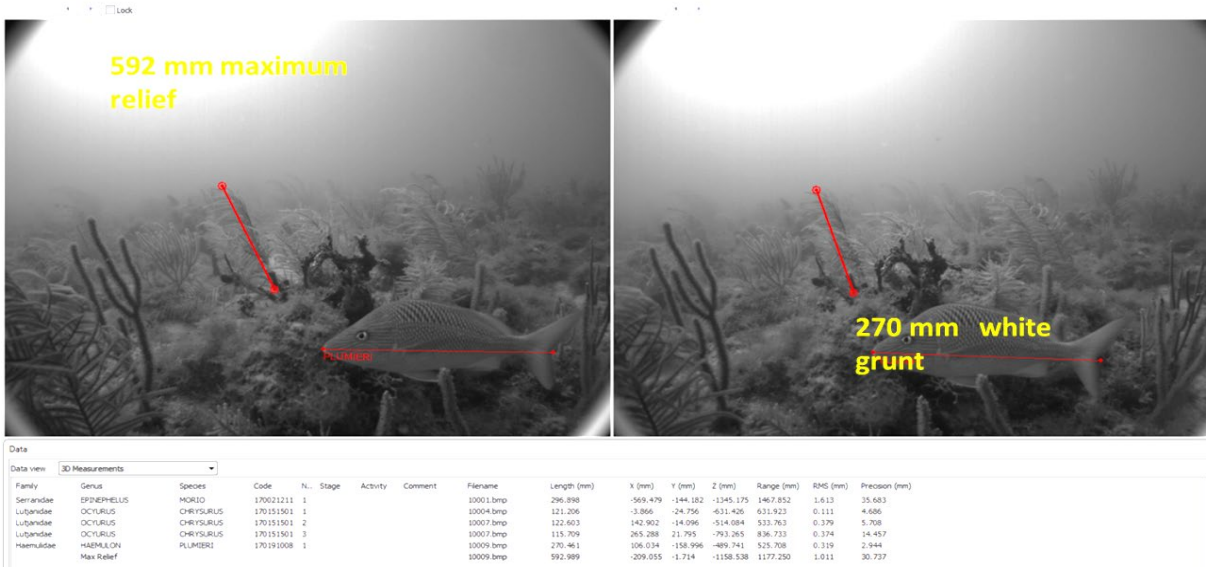 Lock
592 mm maximum
relief
PLUMIERI
270 mm white
grunt
Data
Data view 3D Measurements
Family Genus Species Code N... Stage Activity Comment Filename Length (mm) X (mm) Y (mm) Z (mm) Range (mm) RMS (mm) Precision (mm)
Serranidae EPINEPHELUS MORIO 170021211 1 10001.bmp 296.898 -569.479 -144.182 -1345.175 1467.852 1.613 35.683
Lutjanidae OCYURUS CHRYSURUS 170151501 1 10004.bmp 121.206 -3.866 -24.756 -631.426 631.923 0.111 4.686
Lutjanidae OCYURUS CHRYSURUS 170151501 2 10007.bmp 122.603 142.902 -14.096 -514.084 533.763 0.379 5.708
Lutjanidae OCYURUS CHRYSURUS 170151501 3 10007.bmp 115.709 265.288 21.795 -793.265 836.733 0.374 14.457
Haemulidae HAEMULON PLUMIERI 170191008 1 10009.bmp 270.461 106.034 -158.996 -489.741 525.708 0.319 2.944
Max Relief 10009.bmp 592.989 -209.055 -1.714 -1158.538 1177.250 1.011 30.737